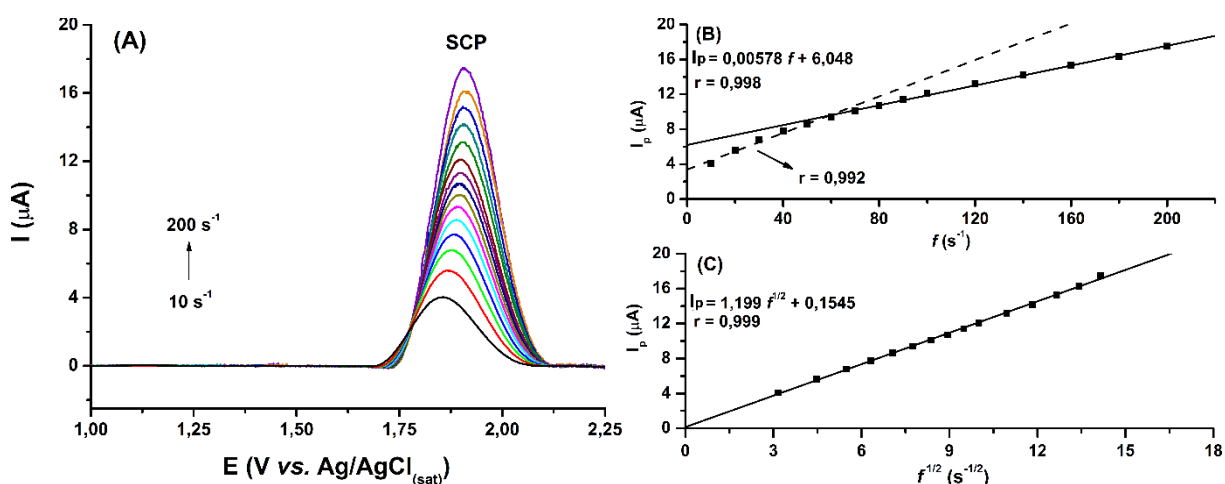 (A)
SCP
I (μA)
20
16
12
8
4
0
200 s⁻¹
10 s⁻¹
1,00 1,25 1,50 1,75 2,00 2,25
E (V vs. Ag/AgCl(sat))
(B)
Ip = 0,00578 f + 6,048
r = 0,998
r = 0,992
Ip (μA)
20
16
12
8
4
0
0 40 80 120 160 200
f (s⁻¹)
(C)
Ip = 1,199 f^1/2 + 0,1545
r = 0,999
Ip (μA)
20
16
12
8
4
0
0 3 6 9 12 15 18
f^1/2 (s^-1/2)